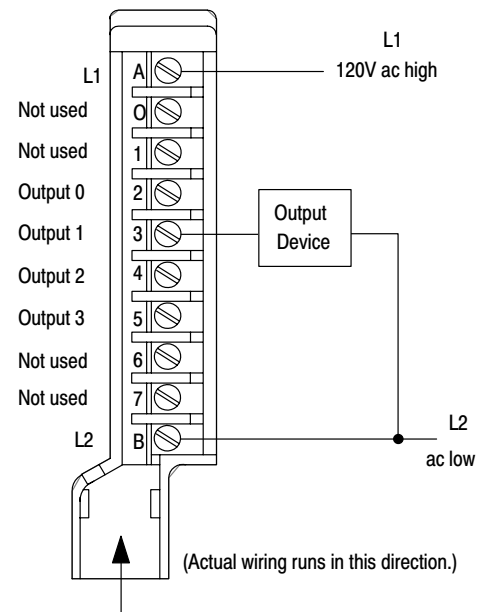 L1
L1 A 120V ac high
Not used O
Not used 1
Output 0 2
Output 1 3 Output
Device
Output 2 4
Output 3 5
Not used 6
Not used 7
L2 B L2
ac low
(Actual wiring runs in this direction.)